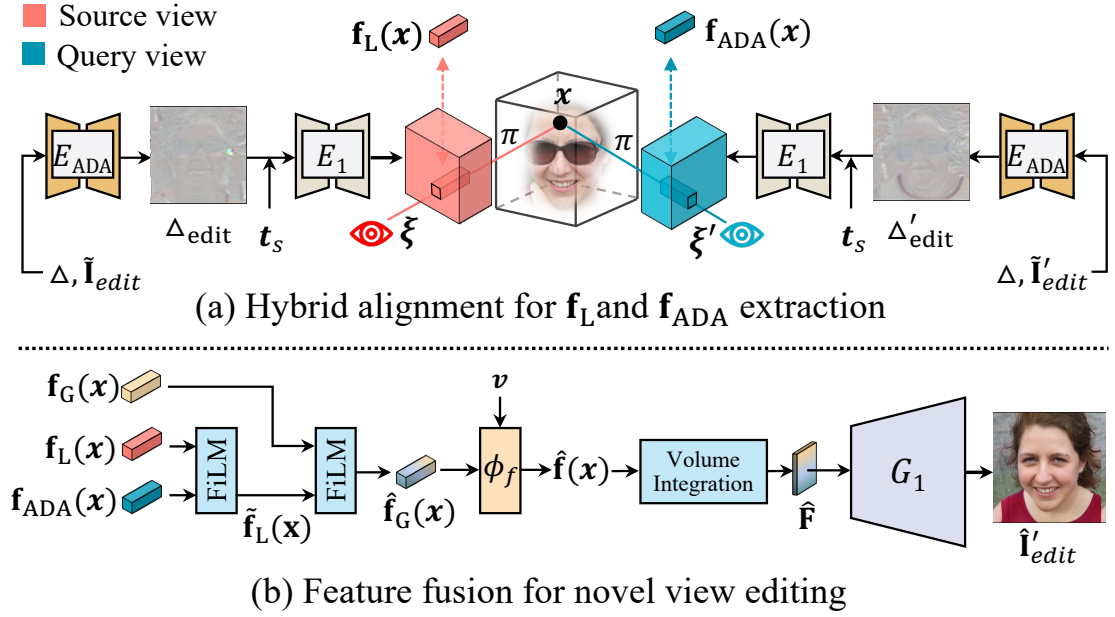 Source view
Query view
f_L(x)
f_ADA(x)
x
π
π
E_ADA
E_1
E_1
E_ADA
Δ_edit
t_s
ξ
ξ′
t_s
Δ′_edit
Δ, Ĩ_edit
Δ, Ĩ′_edit
(a) Hybrid alignment for f_L and f_ADA extraction
f_G(x)
v
f_L(x)
FiLM
FiLM
ϕ_f
f̂(x)
Volume
Integration
G_1
f_ADA(x)
f̃_L(x)
f̂_G(x)
F̂
Î′_edit
(b) Feature fusion for novel view editing